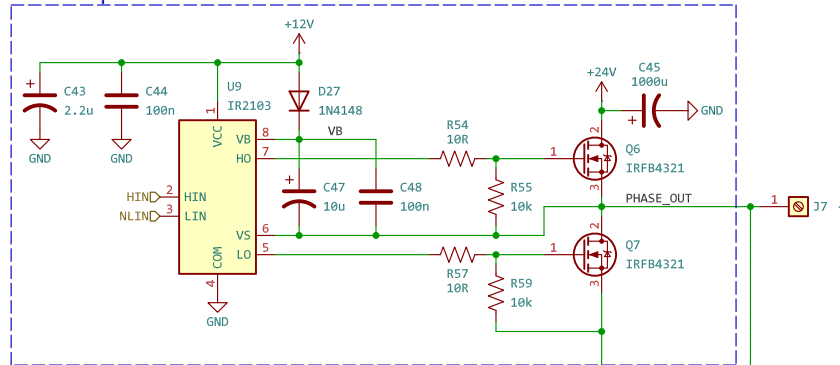 +12V
+24V
C45
1000u
GND
C43
2.2u
C44
100n
U9
IR2103
D27
1N4148
1
VCC
VB
8
VB
HO
7
R54
10R
1
2
Q6
IRFB4321
3
GND
GND
HIN
2
HIN
NLIN
3
LIN
C47
10u
C48
100n
R55
10k
PHASE_OUT
1
J7
VS
6
LO
5
COM
4
GND
R57
10R
R59
10k
1
2
Q7
IRFB4321
3